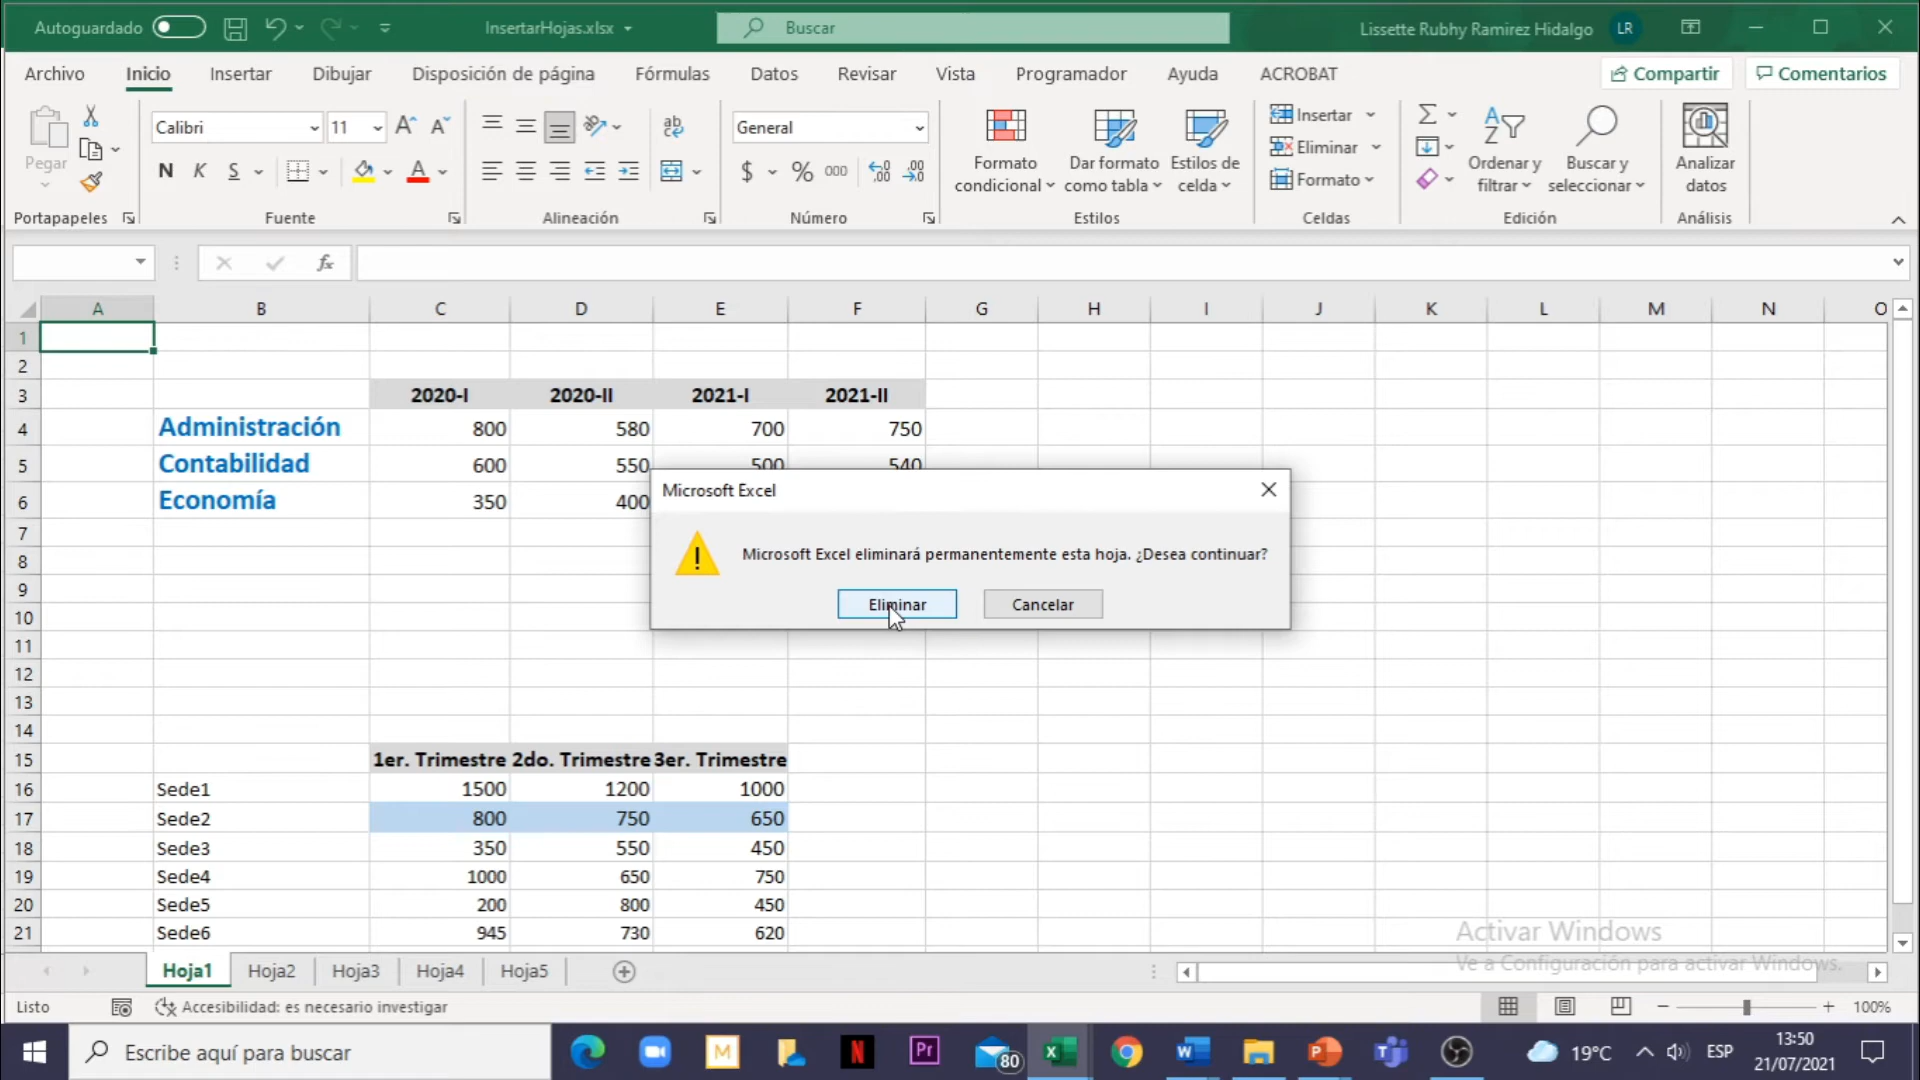 Autoguardado
InsertarHojas.xlsx
Buscar
Lissette Rubhy Ramirez Hidalgo LR
Archivo Inicio Insertar Dibujar Disposición de página Fórmulas Datos Revisar Vista Programador Ayuda ACROBAT Compartir Comentarios
Pegar
Calibri 11 A A ab General
Insertar
Eliminar
Formato
N K S A $ % 000
Formato condicional
Dar formato como tabla
Estilos de celda
Ordenar y filtrar
Buscar y seleccionar
Analizar datos
Portapapeles Fuente Alineación Número Estilos Celdas Edición Análisis
fx
A B C D E F G H I J K L M N O
1
2
3 2020-I 2020-II 2021-I 2021-II
4 Administración 800 580 700 750
5 Contabilidad 600 550 500 540
6 Economía 350 400
7
8
9
10
11
12
13
14
Microsoft Excel
Microsoft Excel eliminará permanentemente esta hoja. ¿Desea continuar?
Eliminar Cancelar
15 1er. Trimestre 2do. Trimestre 3er. Trimestre
16 Sede1 1500 1200 1000
17 Sede2 800 750 650
18 Sede3 350 550 450
19 Sede4 1000 650 750
20 Sede5 200 800 450
21 Sede6 945 730 620
Activar Windows
Ve a Configuración para activar Windows.
Hoja1 Hoja2 Hoja3 Hoja4 Hoja5
Listo Accesibilidad: es necesario investigar 100%
Escribe aquí para buscar
M N Pr 80 X W P T
19°C ESP 13:50
21/07/2021